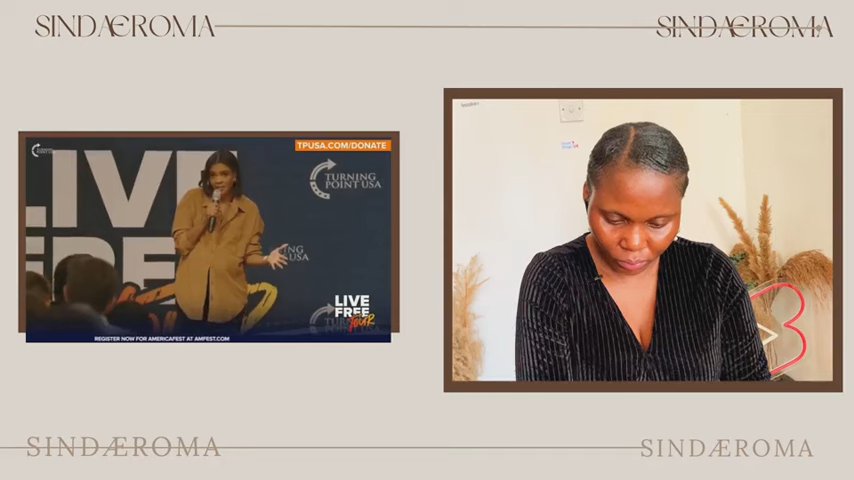 SINDÆROMA
SINDÆROMA
TPUSA.COM/DONATE
LIVE
FREE
TURNING
POINT USA
LIVE
FREE
TOUR
REGISTER NOW FOR AMERICAFEST AT AMFEST.COM
SINDÆROMA
SINDÆROMA